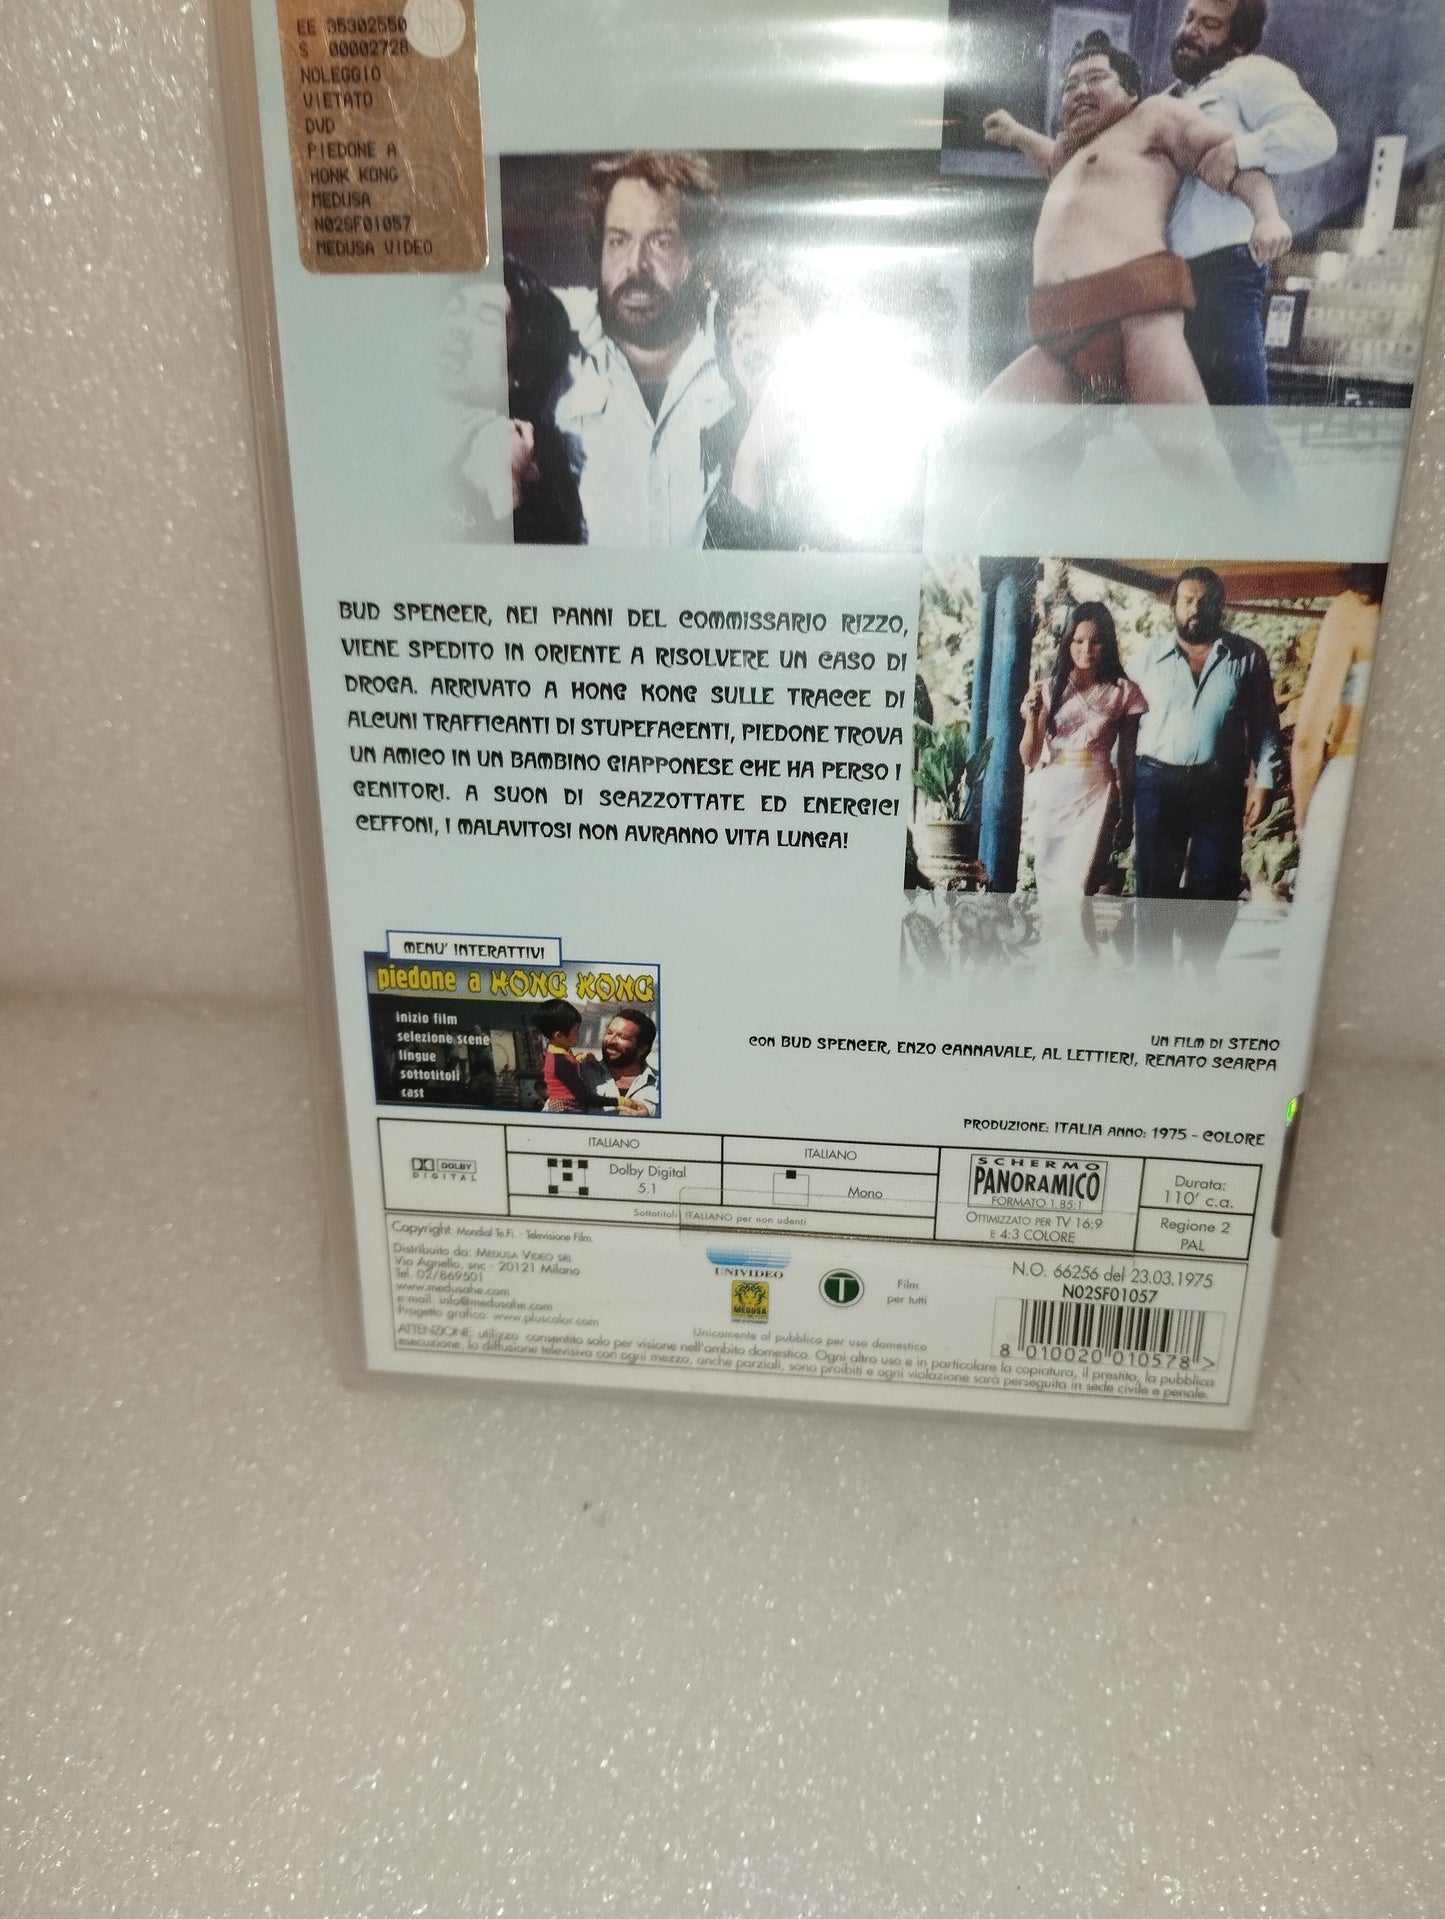 EE 35302550
S 00002728
NOLEGGIO
VIETATO
DVD
PIEDONE A
HONK KONG
MEDUSA
N02SF01057
MEDUSA VIDEO
BUD SPENCER, NEI PANNI DEL COMMISSARIO RIZZO,
VIENE SPEDITO IN ORIENTE A RISOLVERE UN CASO DI
DROGA. ARRIVATO A HONG KONG SULLE TRACCE DI
ALCUNI TRAFFICANTI DI STUPEFACENTI, PIEDONE TROVA
UN AMICO IN UN BAMBINO GIAPPONESE CHE HA PERSO I
GENITORI. A SUON DI SCAZZOTTATE ED ENERGICI
CEFFONI, I MALAVITOSI NON AVRANNO VITA LUNGA!
MENU' INTERATTIVI
piedone a HONG KONG
inizio film
selezione scene
lingue
sottotitoli
cast
UN FILM DI STENO
CON BUD SPENCER, ENZO CANNAVALE, AL LETTIERI, RENATO SCARPA
PRODUZIONE: ITALIA ANNO: 1975 - COLORE
DOLBY
DIGITAL
ITALIANO
Dolby Digital
5.1
ITALIANO
Mono
Sottotitoli: ITALIANO per non udenti
SCHERMO
PANORAMICO
FORMATO 1.85:1
OTTIMIZZATO PER TV 16:9
E 4:3 COLORE
Durata:
110' c.a.
Regione 2
PAL
Copyright: Mondial Te.Fi. - Televisione Film.
Distribuito da: MEDUSA VIDEO SRL
Via Agnello, snc - 20121 Milano
Tel. 02/869501
www.medusahe.com
e-mail: info@medusahe.com
Progetto grafico: www.pluscolor.com
UNIVIDEO
MEDUSA
T
Film
per tutti
Unicamente al pubblico per uso domestico
N.O. 66256 del 23.03.1975
N02SF01057
8 010020 010578 >
ATTENZIONE: utilizzo consentito solo per visione nell'ambito domestico. Ogni altro uso e in particolare la copiatura, il prestito, la pubblica
esecuzione, la diffusione televisiva con ogni mezzo, anche parziali, sono proibiti e ogni violazione sarà perseguita in sede civile e penale.